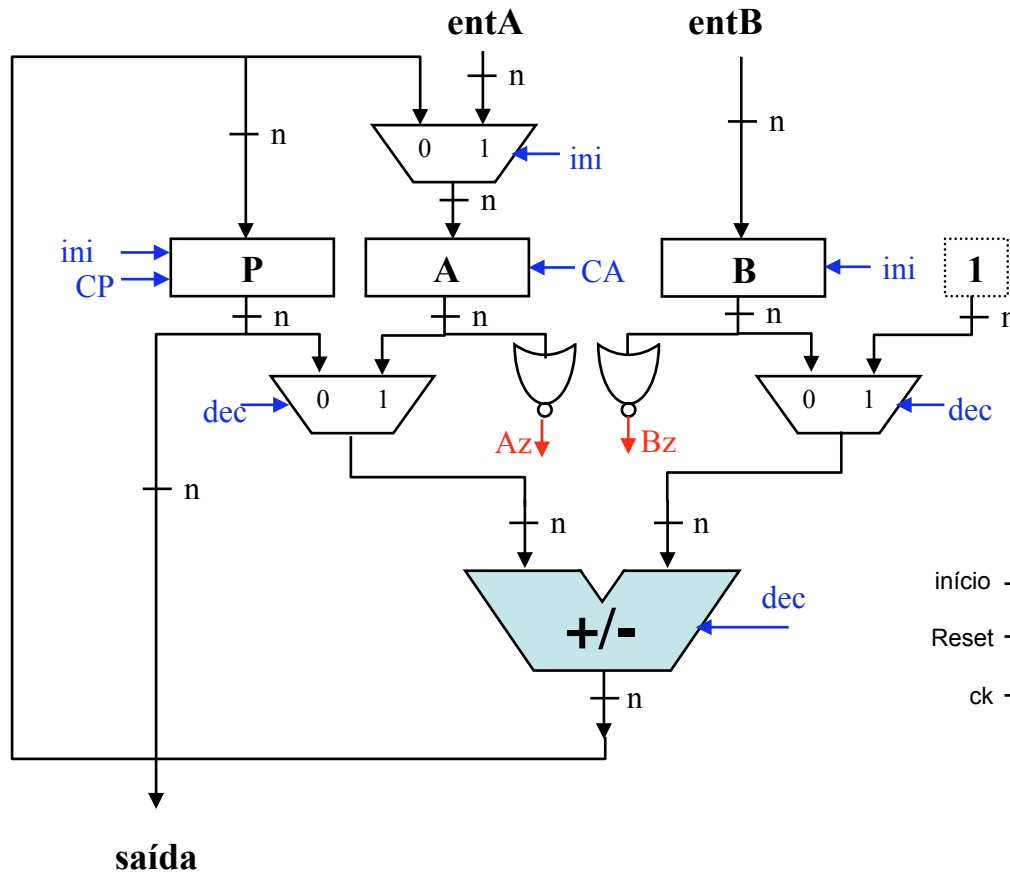 entA entB
n n
n
0 1 ini
n
ini
CP P A CA B ini 1
n n n n
0 1 0 1
dec dec
Az Bz
n
n n
início
dec
+/-
Reset
n ck
saída